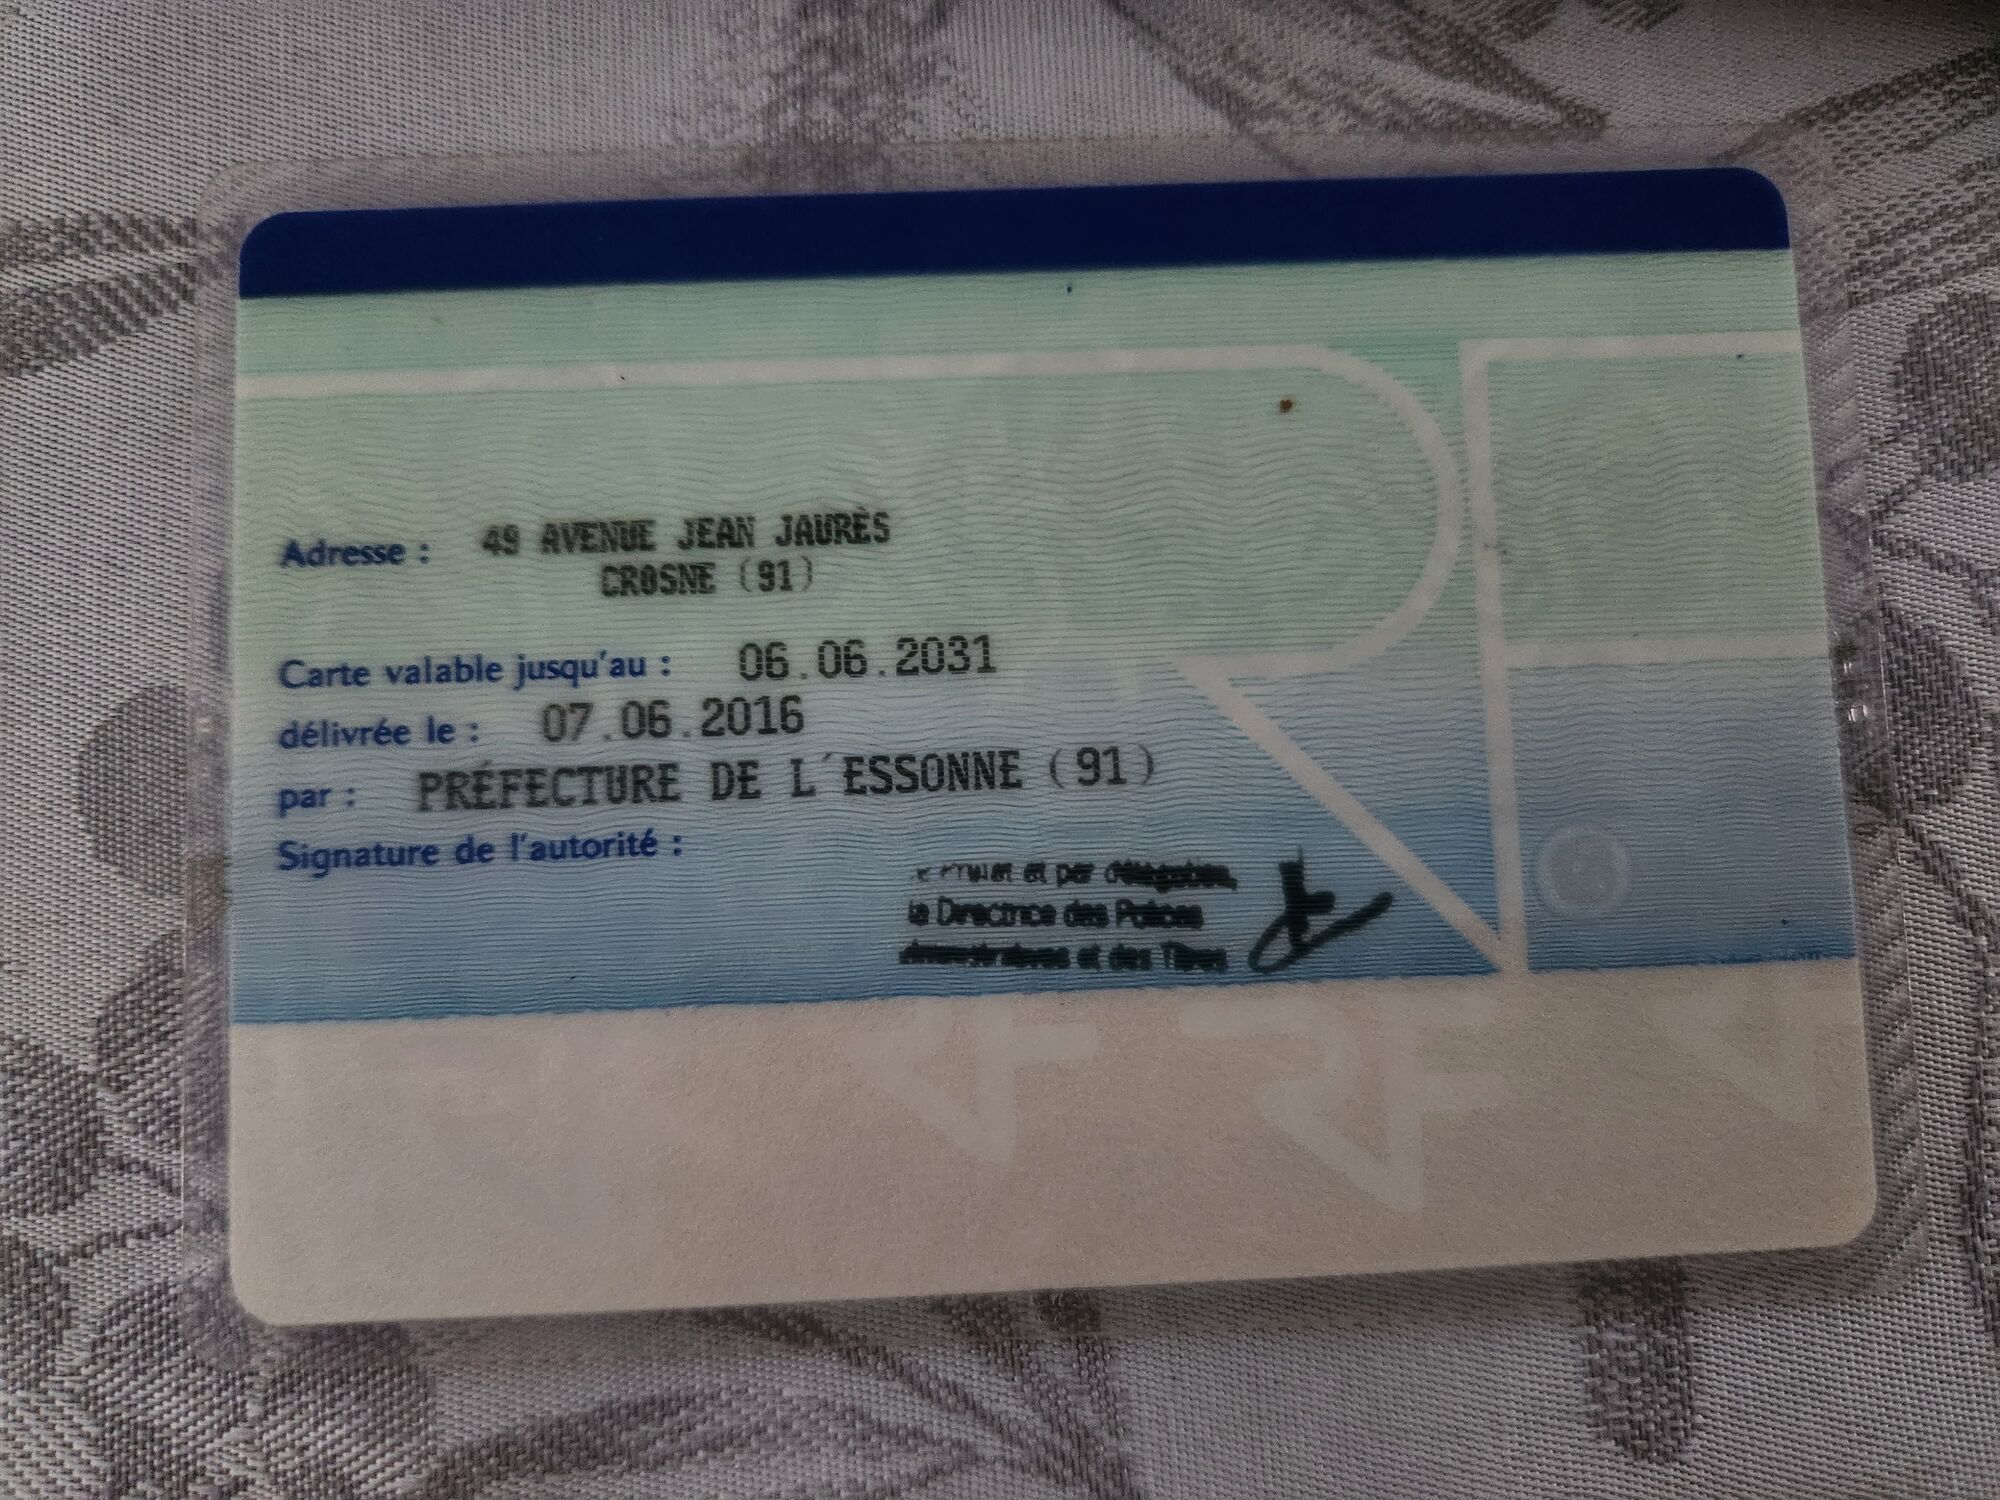 Adresse : 49 AVENUE JEAN JAURÈS
CROSNE (91)
Carte valable jusqu'au : 06.06.2031
délivrée le : 07.06.2016
par : PRÉFECTURE DE L´ESSONNE (91)
Signature de l'autorité :
et par délégation,
la Directrice des Polices
et des Titres
RF